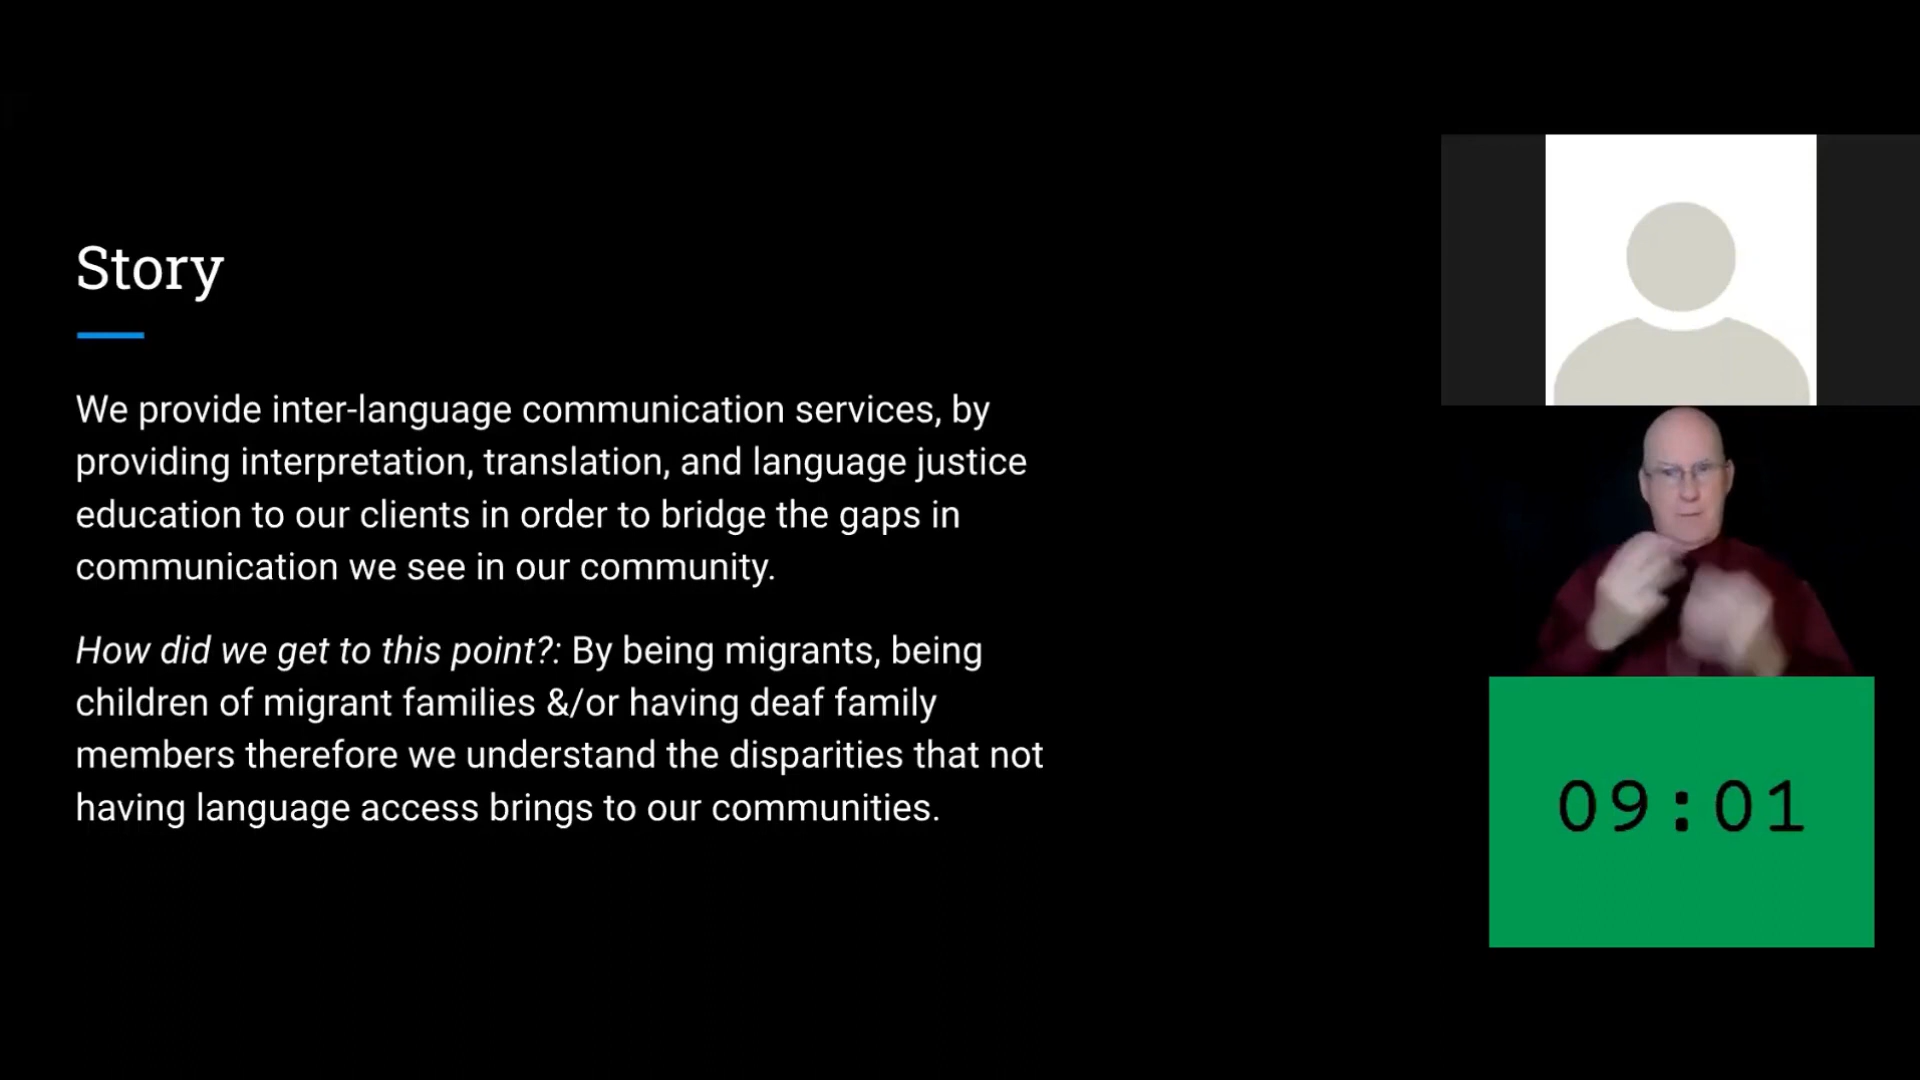 Story
We provide inter-language communication services, by
providing interpretation, translation, and language justice
education to our clients in order to bridge the gaps in
communication we see in our community.
How did we get to this point?: By being migrants, being
children of migrant families &/or having deaf family
members therefore we understand the disparities that not
having language access brings to our communities.
09:01